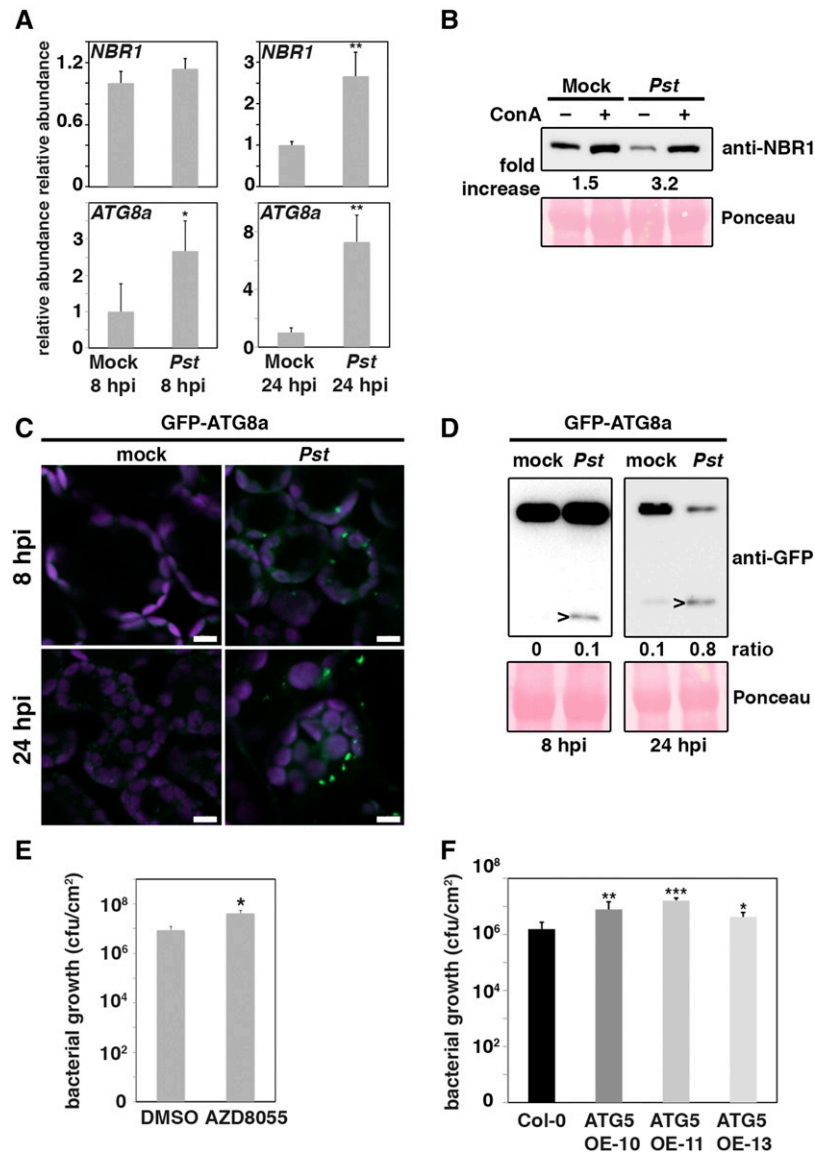 A
relative abundance relative abundance
NBR1
1.2
0.6
0
NBR1
**
3
2
1
0
ATG8a
*
3
2
1
0
Mock Pst
8 hpi 8 hpi
ATG8a
**
8
4
0
Mock Pst
24 hpi 24 hpi
B
Mock Pst
ConA − + − +
anti-NBR1
fold increase 1.5 3.2
Ponceau
C
GFP-ATG8a
mock Pst
8 hpi
24 hpi
D
GFP-ATG8a
mock Pst mock Pst
anti-GFP
> >
0 0.1 0.1 0.8 ratio
Ponceau
8 hpi 24 hpi
E
bacterial growth (cfu/cm²)
10⁸
10⁶
10⁴
10²
0
*
DMSO AZD8055
F
bacterial growth (cfu/cm²)
10⁸
10⁶
10⁴
10²
0
** *** *
Col-0 ATG5 ATG5 ATG5
OE-10 OE-11 OE-13